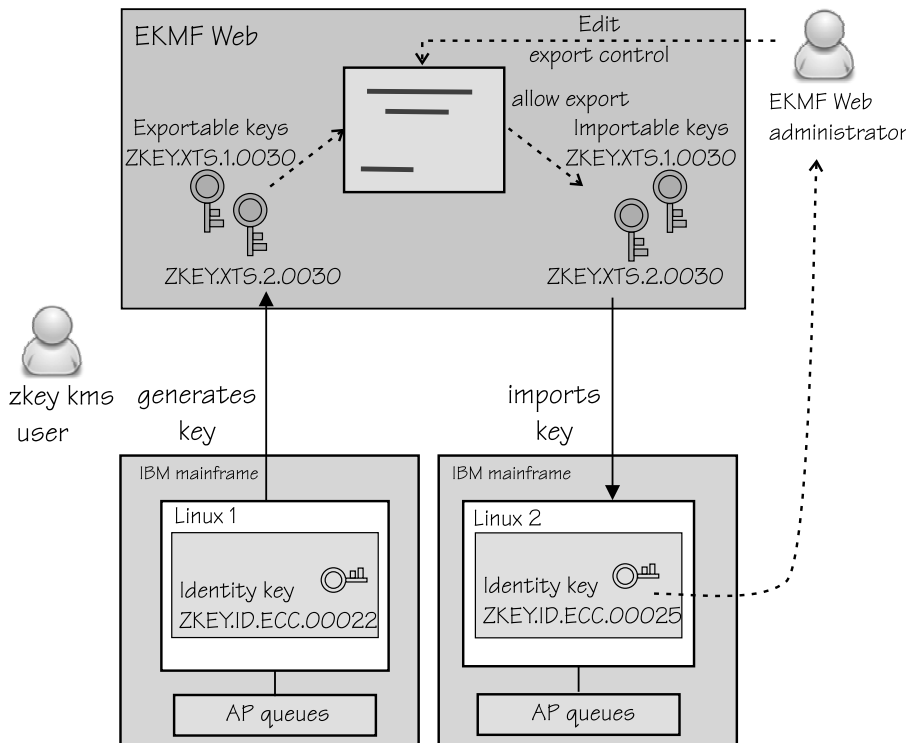 EKMF Web
Edit
export control
allow export
EKMF Web
administrator
Exportable keys
ZKEY.XTS.1.0030
Importable keys
ZKEY.XTS.1.0030
ZKEY.XTS.2.0030
ZKEY.XTS.2.0030
zkey kms
user
generates
key
imports
key
IBM mainframe
Linux 1
Identity key
ZKEY.ID.ECC.00022
AP queues
IBM mainframe
Linux 2
Identity key
ZKEY.ID.ECC.00025
AP queues